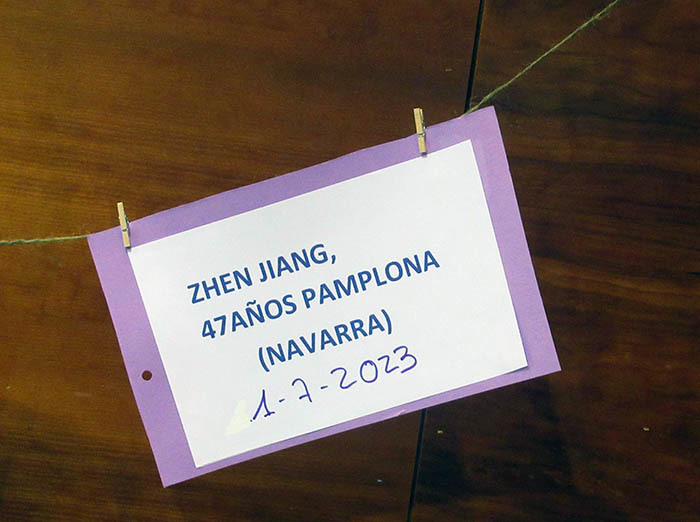 ZHEN JIANG,
47AÑOS PAMPLONA
(NAVARRA)
1-7-2023